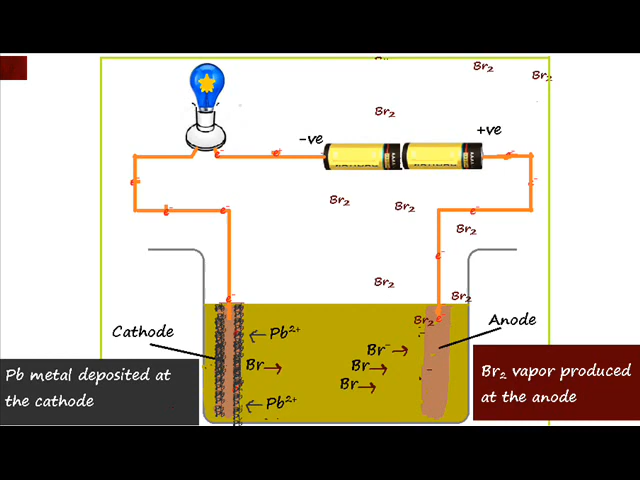 Br₂
Br₂
Br₂
-ve
+ve
e⁻
e⁻
e⁻
e⁻
e⁻
e⁻
e⁻
Br₂
Br₂
Br₂
e⁻
Br₂
Br₂
e⁻
e⁻
Br₂
Anode
Cathode
←Pb²⁺
Br⁻→
Br→
Br→
Br→
←Pb²⁺
Pb metal deposited at
the cathode
Br₂ vapor produced
at the anode